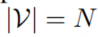 |𝒱| = N